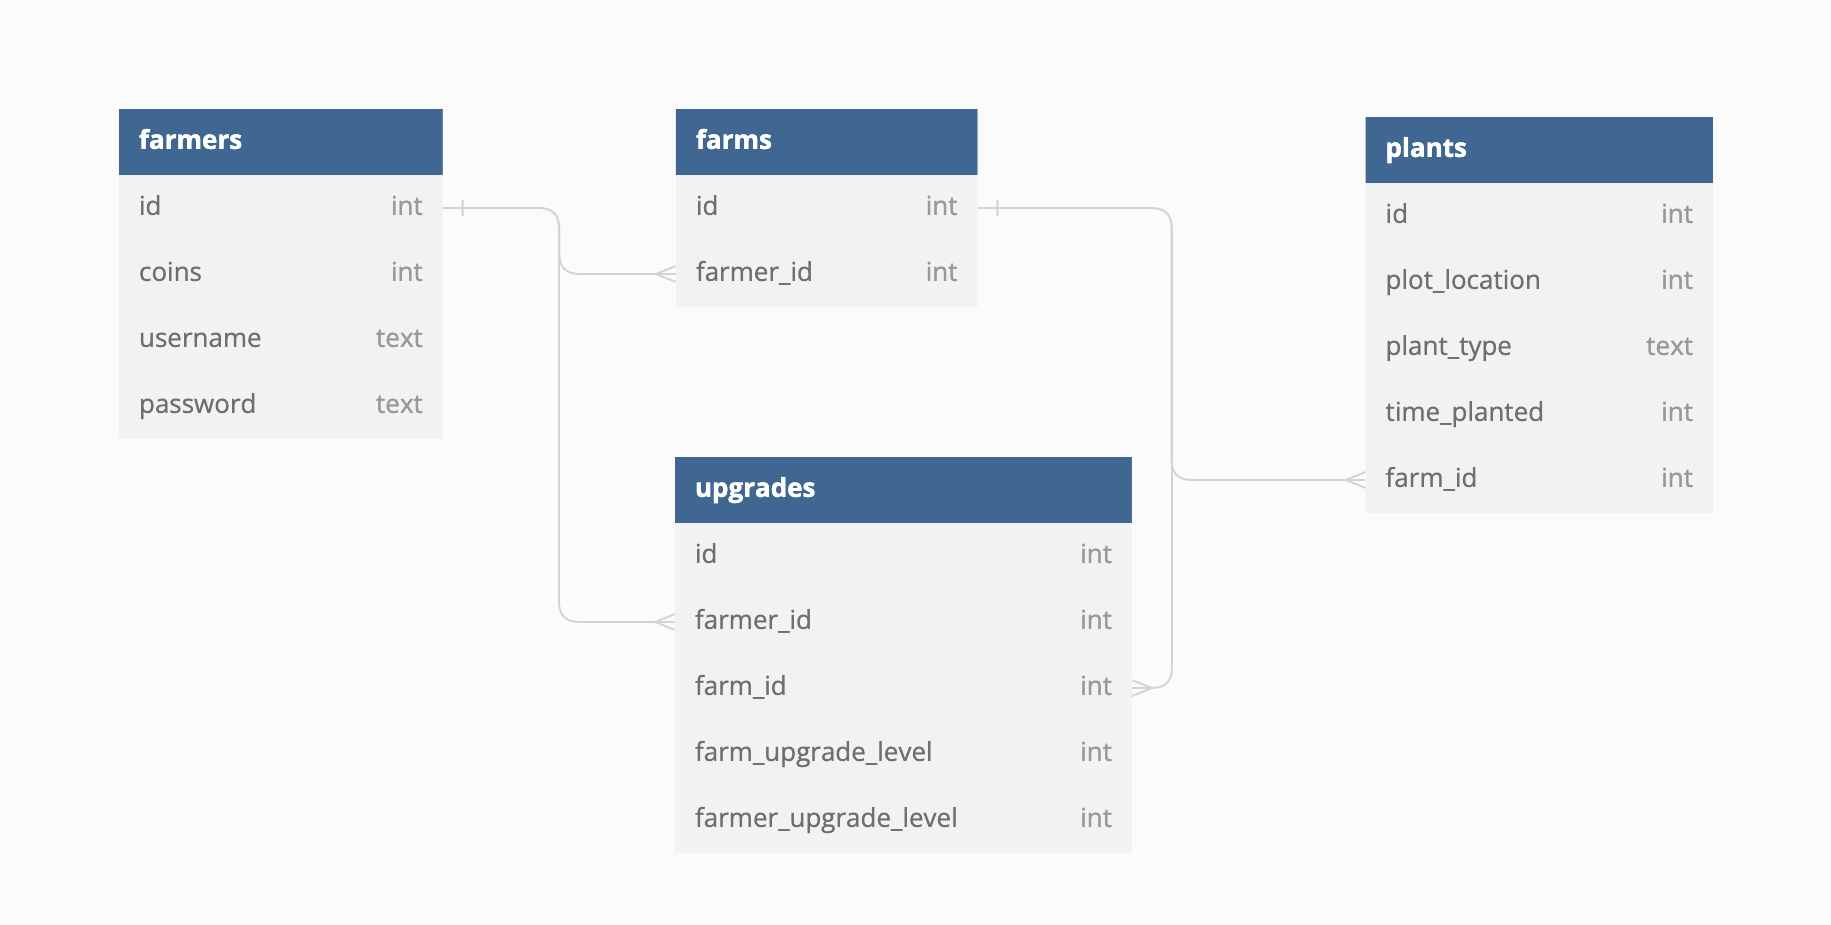 farmers
id int
coins int
username text
password text
farms
id int
farmer_id int
plants
id int
plot_location int
plant_type text
time_planted int
farm_id int
upgrades
id int
farmer_id int
farm_id int
farm_upgrade_level int
farmer_upgrade_level int